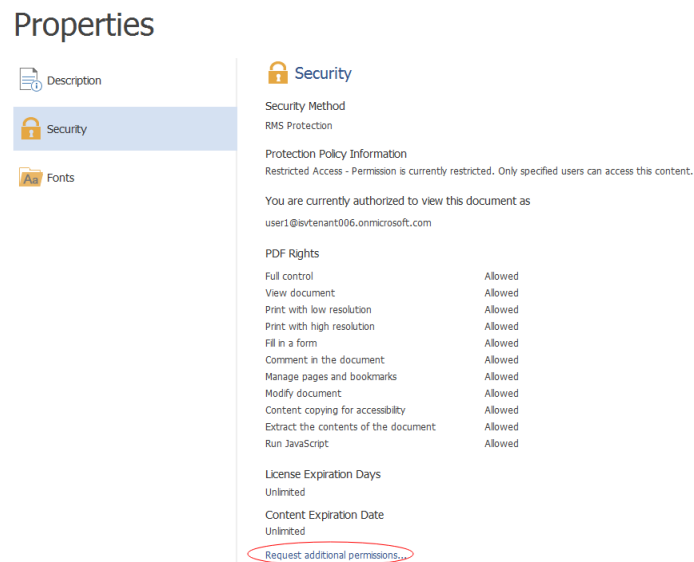 Properties
Description
Security
Fonts
Aa
Security
Security Method
RMS Protection
Protection Policy Information
Restricted Access - Permission is currently restricted. Only specified users can access this content.
You are currently authorized to view this document as
user1@isvtenant006.onmicrosoft.com
PDF Rights
Full control Allowed
View document Allowed
Print with low resolution Allowed
Print with high resolution Allowed
Fill in a form Allowed
Comment in the document Allowed
Manage pages and bookmarks Allowed
Modify document Allowed
Content copying for accessibility Allowed
Extract the contents of the document Allowed
Run JavaScript Allowed
License Expiration Days
Unlimited
Content Expiration Date
Unlimited
Request additional permissions...